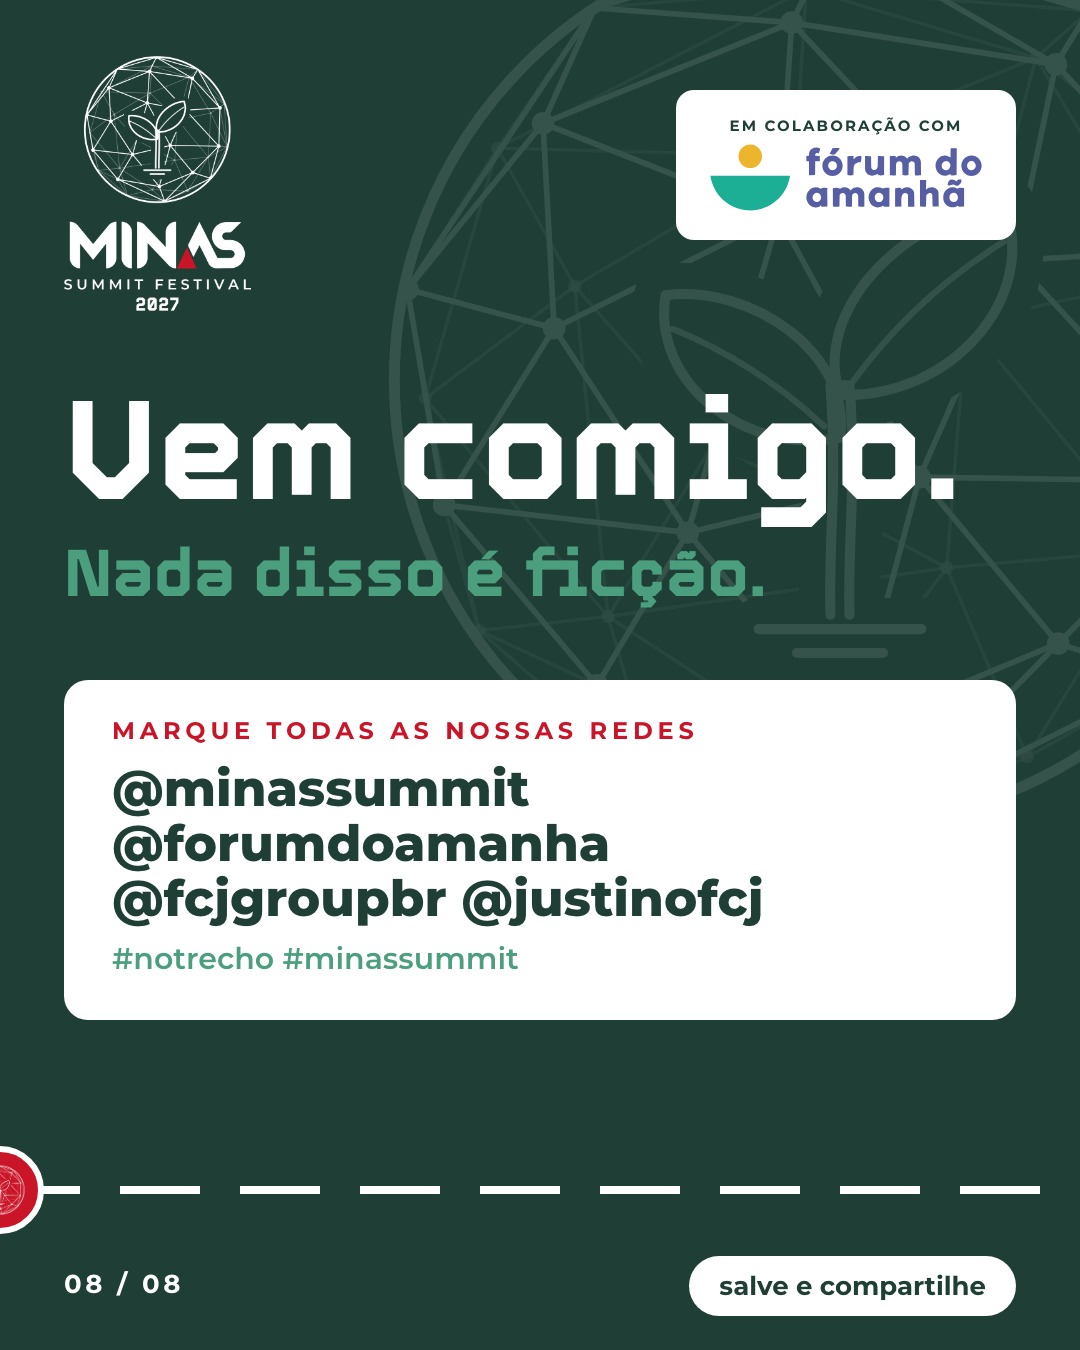 MINAS
SUMMIT FESTIVAL
2027
EM COLABORAÇÃO COM
fórum do
amanhã
Vem comigo.
Nada disso é ficção.
MARQUE TODAS AS NOSSAS REDES
@minassummit
@forumdoamanha
@fcjgroupbr @justinofcj
#notrecho #minassummit
08 / 08
salve e compartilhe